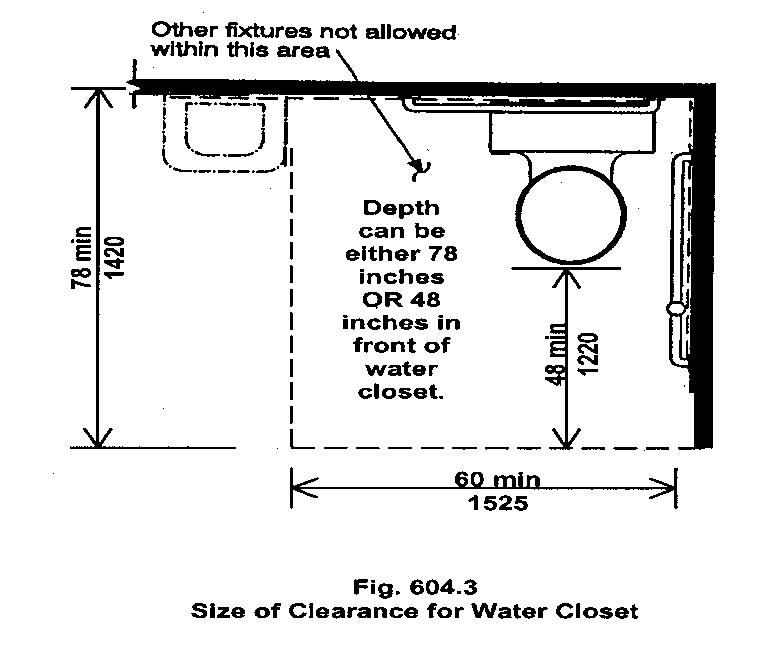 Other fixtures not allowed
within this area
78 min
1420
Depth
can be
either 78
inches
OR 48
inches in
front of
water
closet.
48 min
1220
60 min
1525
Fig. 604.3
Size of Clearance for Water Closet